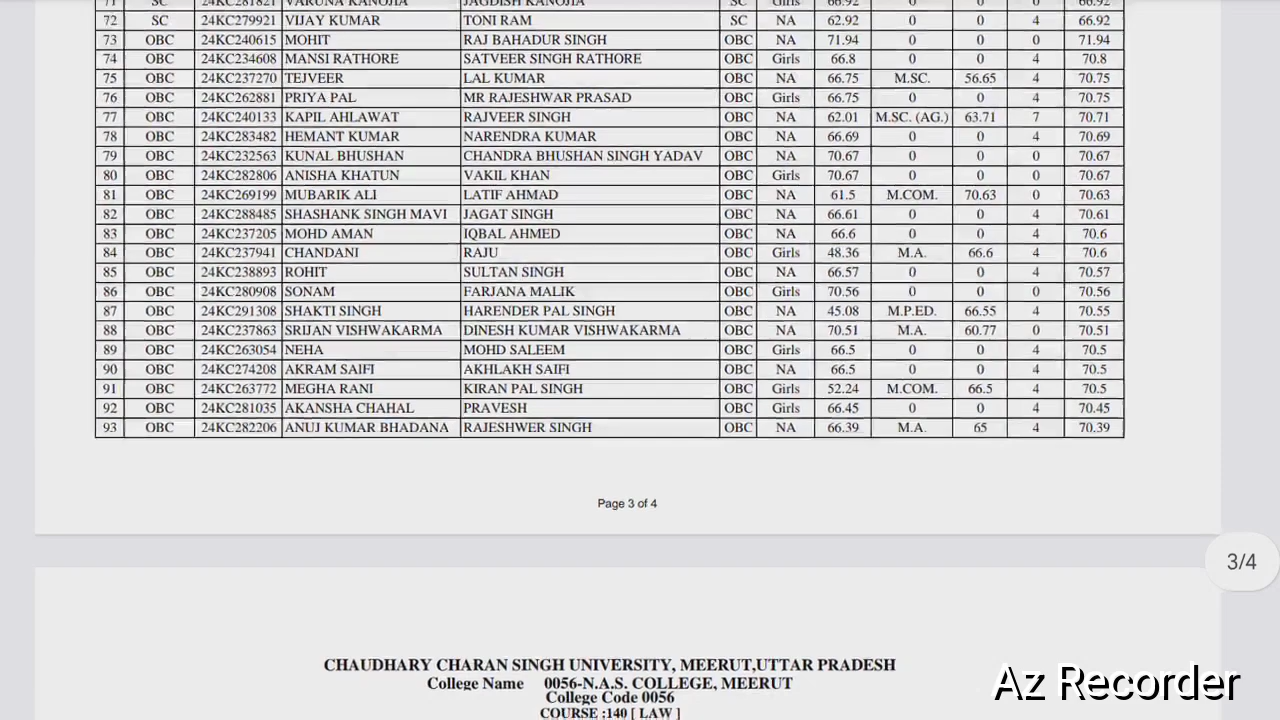 71 SC 24KC281821 VARUNA KANOJIA JAGDISH KANOJIA SC Girls 66.92 0 0 0 66.92
72 SC 24KC279921 VIJAY KUMAR TONI RAM SC NA 62.92 0 0 4 66.92
73 OBC 24KC240615 MOHIT RAJ BAHADUR SINGH OBC NA 71.94 0 0 0 71.94
74 OBC 24KC234608 MANSI RATHORE SATVEER SINGH RATHORE OBC Girls 66.8 0 0 4 70.8
75 OBC 24KC237270 TEJVEER LAL KUMAR OBC NA 66.75 M.SC. 56.65 4 70.75
76 OBC 24KC262881 PRIYA PAL MR RAJESHWAR PRASAD OBC Girls 66.75 0 0 4 70.75
77 OBC 24KC240133 KAPIL AHLAWAT RAJVEER SINGH OBC NA 62.01 M.SC. (AG.) 63.71 7 70.71
78 OBC 24KC283482 HEMANT KUMAR NARENDRA KUMAR OBC NA 66.69 0 0 4 70.69
79 OBC 24KC232563 KUNAL BHUSHAN CHANDRA BHUSHAN SINGH YADAV OBC NA 70.67 0 0 0 70.67
80 OBC 24KC282806 ANISHA KHATUN VAKIL KHAN OBC Girls 70.67 0 0 0 70.67
81 OBC 24KC269199 MUBARIK ALI LATIF AHMAD OBC NA 61.5 M.COM. 70.63 0 70.63
82 OBC 24KC288485 SHASHANK SINGH MAVI JAGAT SINGH OBC NA 66.61 0 0 4 70.61
83 OBC 24KC237205 MOHD AMAN IQBAL AHMED OBC NA 66.6 0 0 4 70.6
84 OBC 24KC237941 CHANDANI RAJU OBC Girls 48.36 M.A. 66.6 4 70.6
85 OBC 24KC238893 ROHIT SULTAN SINGH OBC NA 66.57 0 0 4 70.57
86 OBC 24KC280908 SONAM FARJANA MALIK OBC Girls 70.56 0 0 0 70.56
87 OBC 24KC291308 SHAKTI SINGH HARENDER PAL SINGH OBC NA 45.08 M.P.ED. 66.55 4 70.55
88 OBC 24KC237863 SRIJAN VISHWAKARMA DINESH KUMAR VISHWAKARMA OBC NA 70.51 M.A. 60.77 0 70.51
89 OBC 24KC263054 NEHA MOHD SALEEM OBC Girls 66.5 0 0 4 70.5
90 OBC 24KC274208 AKRAM SAIFI AKHLAKH SAIFI OBC NA 66.5 0 0 4 70.5
91 OBC 24KC263772 MEGHA RANI KIRAN PAL SINGH OBC Girls 52.24 M.COM. 66.5 4 70.5
92 OBC 24KC281035 AKANSHA CHAHAL PRAVESH OBC Girls 66.45 0 0 4 70.45
93 OBC 24KC282206 ANUJ KUMAR BHADANA RAJESHWER SINGH OBC NA 66.39 M.A. 65 4 70.39
Page 3 of 4
3/4
CHAUDHARY CHARAN SINGH UNIVERSITY, MEERUT,UTTAR PRADESH
College Name 0056-N.A.S. COLLEGE, MEERUT
College Code 0056
COURSE :140 [ LAW ]
Az Recorder